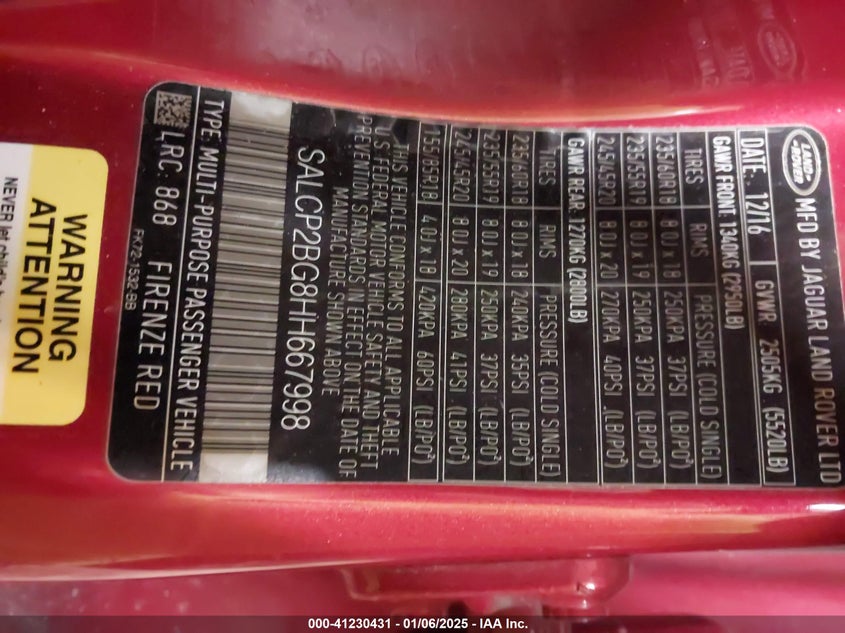 LAND ROVER
MFD BY JAGUAR LAND ROVER LTD
DATE: 12/16 GVWR: 2505KG (5520LB)
GAWR FRONT: 1340KG (2950LB)
TIRES RIMS PRESSURE (COLD SINGLE)
235/60R18 8.0J x 18 250KPA 37PSI (LB/PO²)
235/55R19 8.0J x 19 250KPA 37PSI (LB/PO²)
245/45R20 8.0J x 20 270KPA 40PSI (LB/PO²)
GAWR REAR: 1270KG (2800LB)
TIRES RIMS PRESSURE (COLD SINGLE)
235/60R18 8.0J x 18 240KPA 35PSI (LB/PO²)
235/55R19 8.0J x 19 250KPA 37PSI (LB/PO²)
245/45R20 8.0J x 20 280KPA 41PSI (LB/PO²)
155/85R18 4.0J x 18 420KPA 60PSI (LB/PO²)
THIS VEHICLE CONFORMS TO ALL APPLICABLE
U.S. FEDERAL MOTOR VEHICLE SAFETY AND THEFT
PREVENTION STANDARDS IN EFFECT ON THE DATE OF
MANUFACTURE SHOWN ABOVE
SALCP2BG8HH667998
TYPE: MULTI-PURPOSE PASSENGER VEHICLE
LRC: 868 FIRENZE RED
FK72-1532-BB
WARNING
ATTENTION
NEVER let children
000-41230431 - 01/06/2025 - IAA Inc.